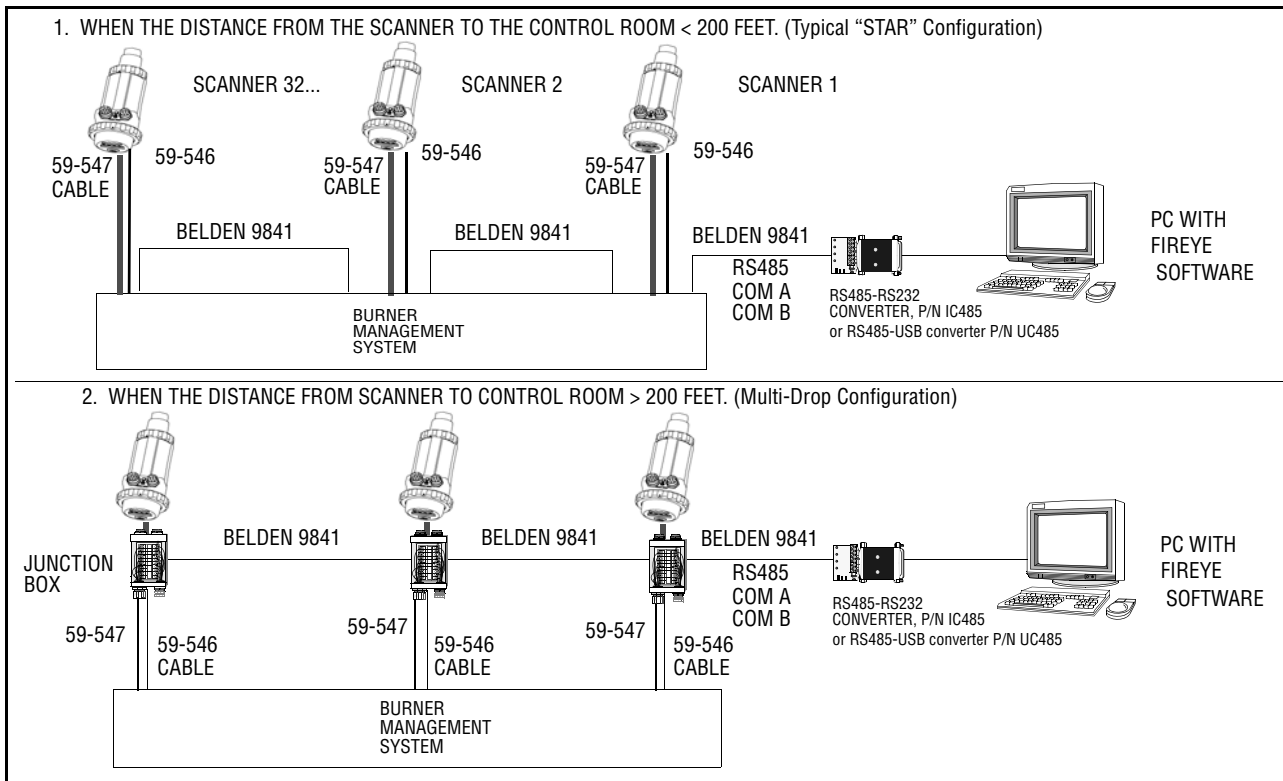 1. WHEN THE DISTANCE FROM THE SCANNER TO THE CONTROL ROOM < 200 FEET. (Typical “STAR” Configuration)
SCANNER 32...
SCANNER 2
SCANNER 1
59-547
CABLE
59-546
59-547
CABLE
59-546
59-547
CABLE
59-546
BELDEN 9841
BELDEN 9841
BELDEN 9841
RS485
COM A
COM B
RS485-RS232
CONVERTER, P/N IC485
or RS485-USB converter P/N UC485
PC WITH
FIREYE
SOFTWARE
BURNER
MANAGEMENT
SYSTEM
2. WHEN THE DISTANCE FROM SCANNER TO CONTROL ROOM > 200 FEET. (Multi-Drop Configuration)
JUNCTION
BOX
BELDEN 9841
BELDEN 9841
BELDEN 9841
RS485
COM A
COM B
RS485-RS232
CONVERTER, P/N IC485
or RS485-USB converter P/N UC485
PC WITH
FIREYE
SOFTWARE
59-547
59-546
CABLE
59-547
59-546
CABLE
59-547
59-546
CABLE
BURNER
MANAGEMENT
SYSTEM